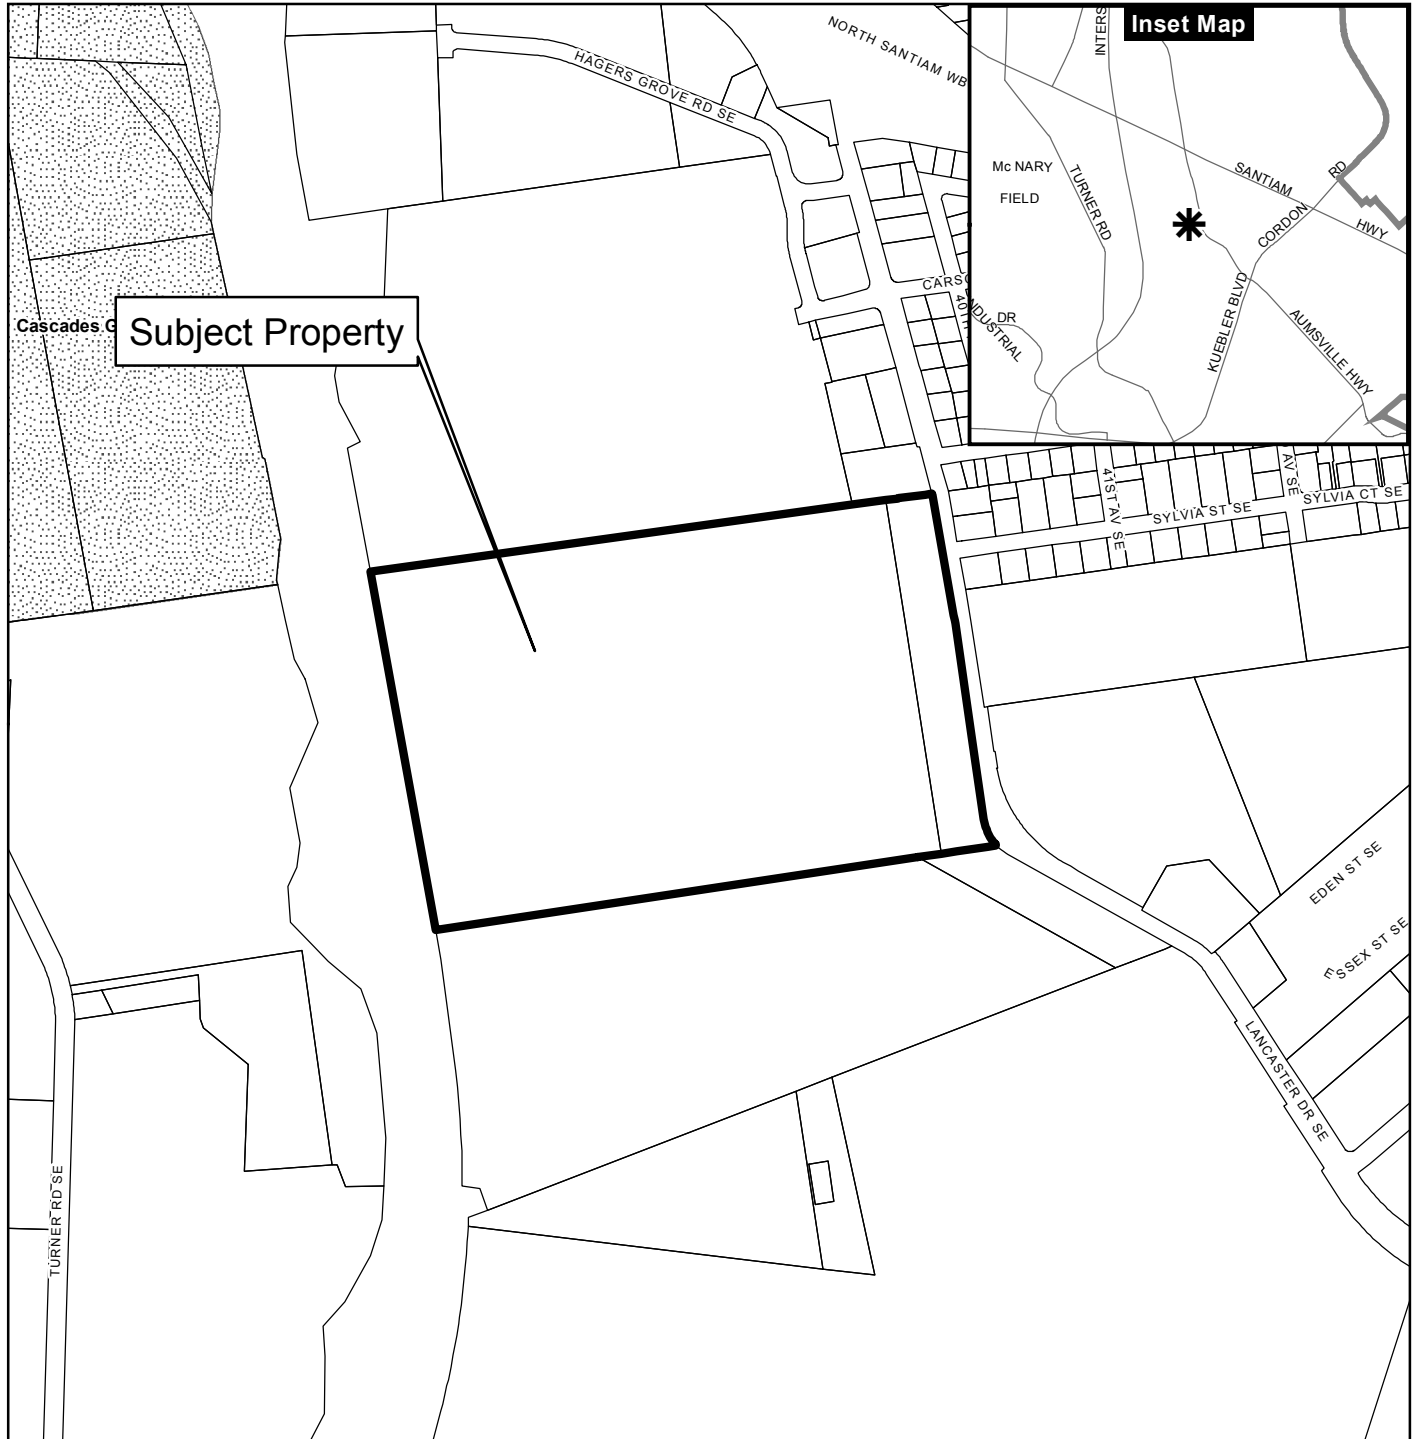 Inset Map
NORTH SANTIAM WB
INTERS
HAGERS GROVE RD SE
Mc NARY
FIELD
TURNER RD
SANTIAM
HWY
CORDON
RD
CARSO
40TH
INDUSTRIAL
DR
KUEBLER BLVD
AUMSVILLE HWY
Cascades G
Subject Property
41ST AV SE
AV SE
SYLVIA ST SE
SYLVIA CT SE
EDEN ST SE
ESSEX ST SE
LANCASTER DR SE
TURNER RD SE